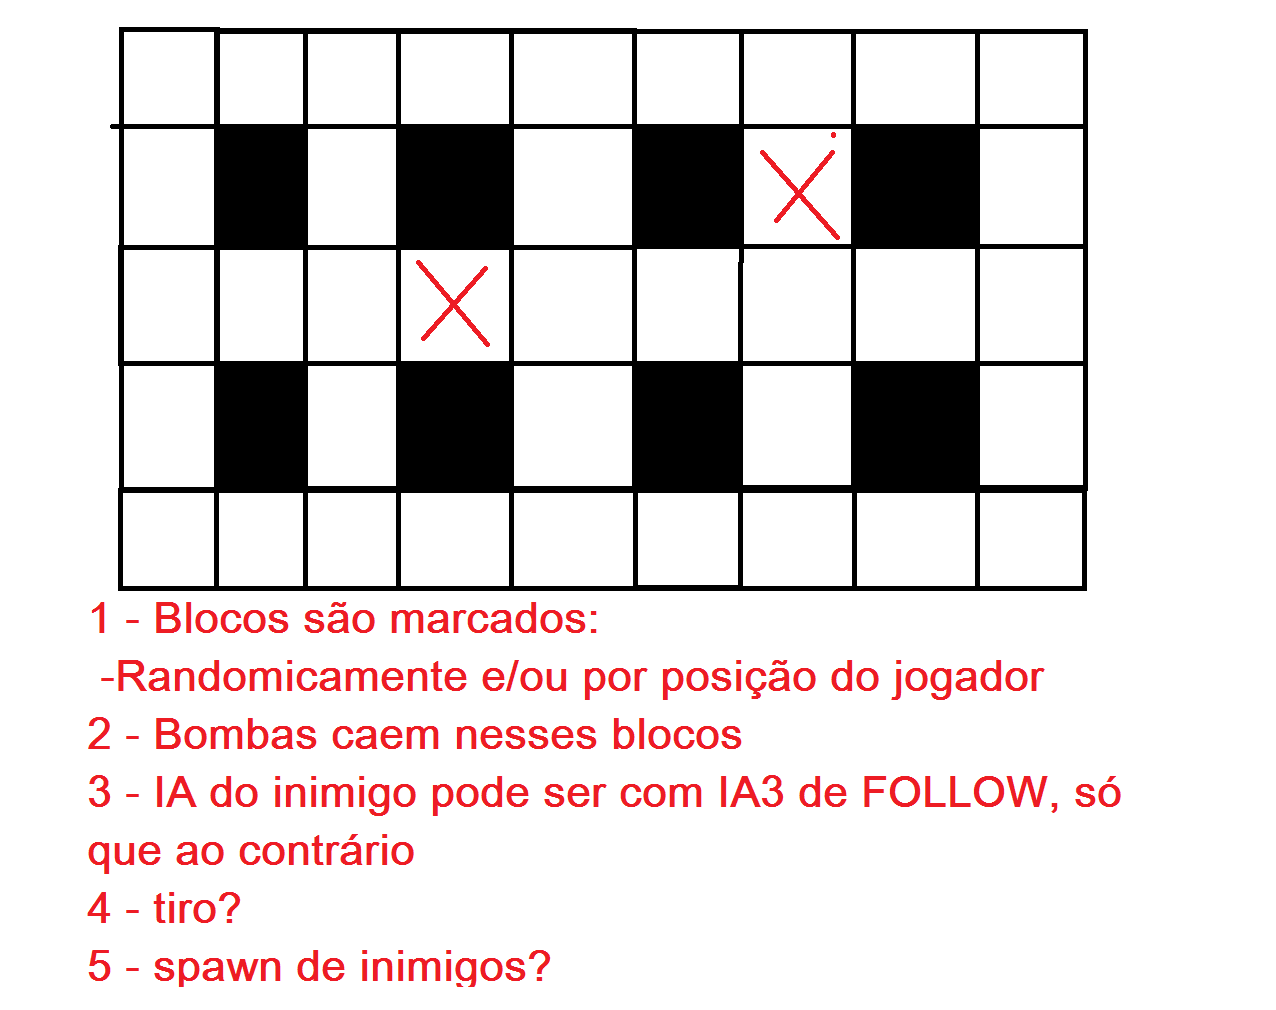 1 - Blocos são marcados:
-Randomicamente e/ou por posição do jogador
2 - Bombas caem nesses blocos
3 - IA do inimigo pode ser com IA3 de FOLLOW, só
que ao contrário
4 - tiro?
5 - spawn de inimigos?